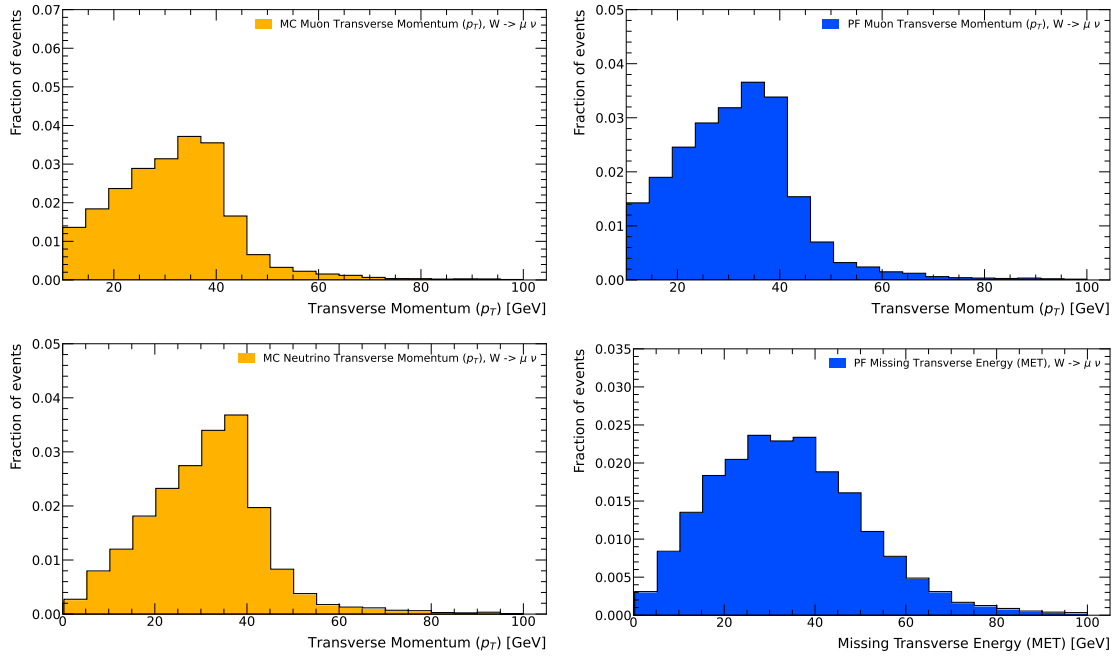 MC Muon Transverse Momentum (p_T), W -> μ ν
Fraction of events
0.07
0.06
0.05
0.04
0.03
0.02
0.01
0.00
20 40 60 80 100
Transverse Momentum (p_T) [GeV]
PF Muon Transverse Momentum (p_T), W -> μ ν
Fraction of events
0.05
0.04
0.03
0.02
0.01
0.00
20 40 60 80 100
Transverse Momentum (p_T) [GeV]
MC Neutrino Transverse Momentum (p_T), W -> μ ν
Fraction of events
0.05
0.04
0.03
0.02
0.01
0.00
0 20 40 60 80 100
Transverse Momentum (p_T) [GeV]
PF Missing Transverse Energy (MET), W -> μ ν
Fraction of events
0.035
0.030
0.025
0.020
0.015
0.010
0.005
0.000
0 20 40 60 80 100
Missing Transverse Energy (MET) [GeV]